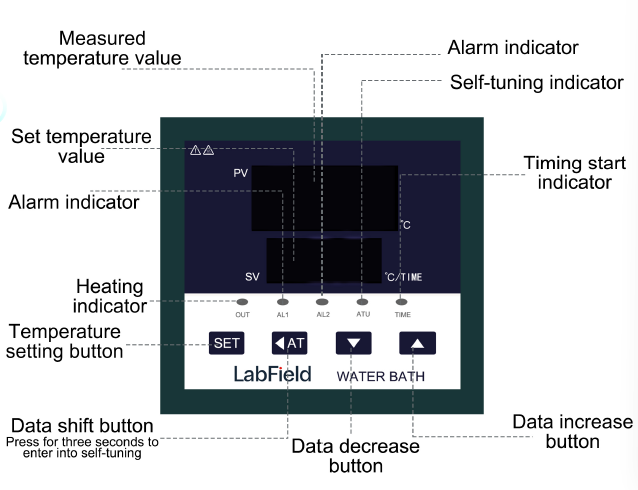 Measured
temperature value
Alarm indicator
Self-tuning indicator
Set temperature
value
Timing start
indicator
Alarm indicator
PV
°C
SV
°C/TIME
Heating
indicator
OUT
AL1
AL2
ATU
TIME
Temperature
setting button
SET
AT
LabField
WATER BATH
Data shift button
Press for three seconds to
enter into self-tuning
Data decrease
button
Data increase
button